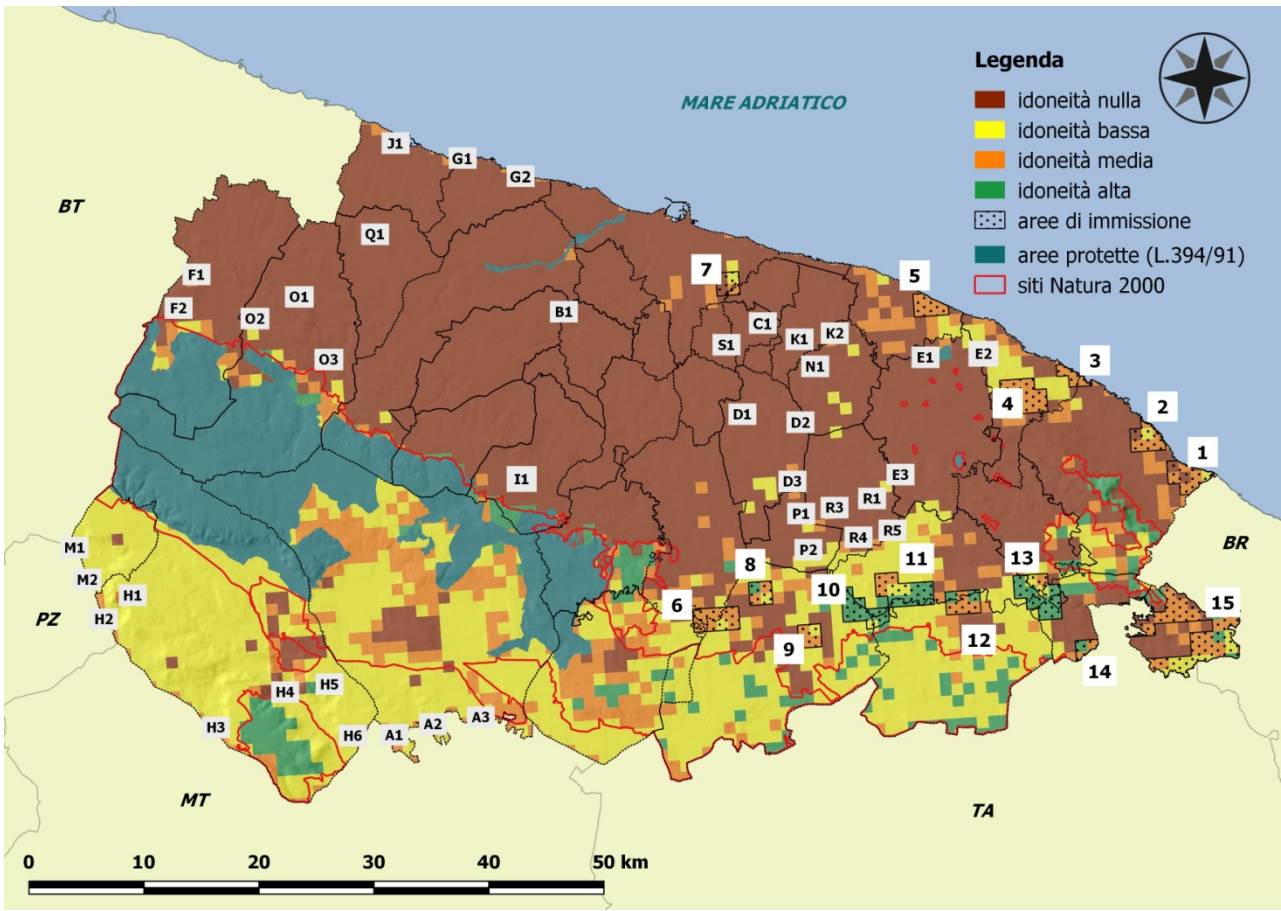 Legenda
MARE ADRIATICO
idoneità nulla
idoneità bassa
idoneità media
idoneità alta
aree di immissione
aree protette (L.394/91)
siti Natura 2000
J1
G1
G2
BT
Q1
F1
7
5
O1
F2
O2
B1
C1
K2
S1
K1
E1
E2
O3
N1
3
4
D1
D2
2
1
I1
D3
E3
R1
P1
R3
R5
R4
BR
M1
P2
8
11
13
M2
H1
10
15
PZ
H2
6
9
12
14
H5
H4
H3
A3
A2
H6
A1
MT
TA
0
10
20
30
40
50 km